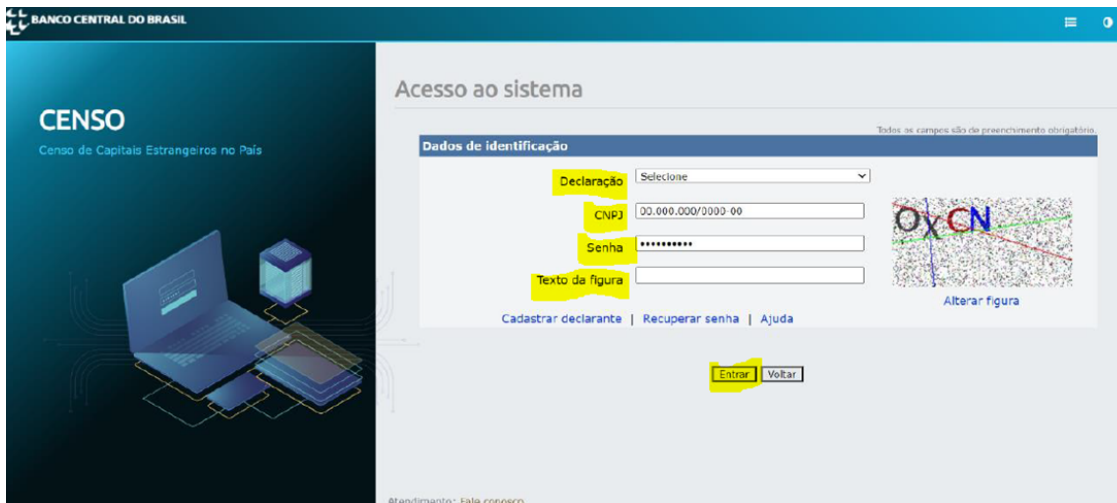 BANCO CENTRAL DO BRASIL
CENSO
Censo de Capitais Estrangeiros no País
Acesso ao sistema
Todos os campos são de preenchimento obrigatório.
Dados de identificação
Declaração Selecione
CNPJ 00.000.000/0000-00
Senha ••••••••••
Texto da figura
OxCN
Alterar figura
Cadastrar declarante | Recuperar senha | Ajuda
Entrar Voltar
Atendimento: Fale conosco